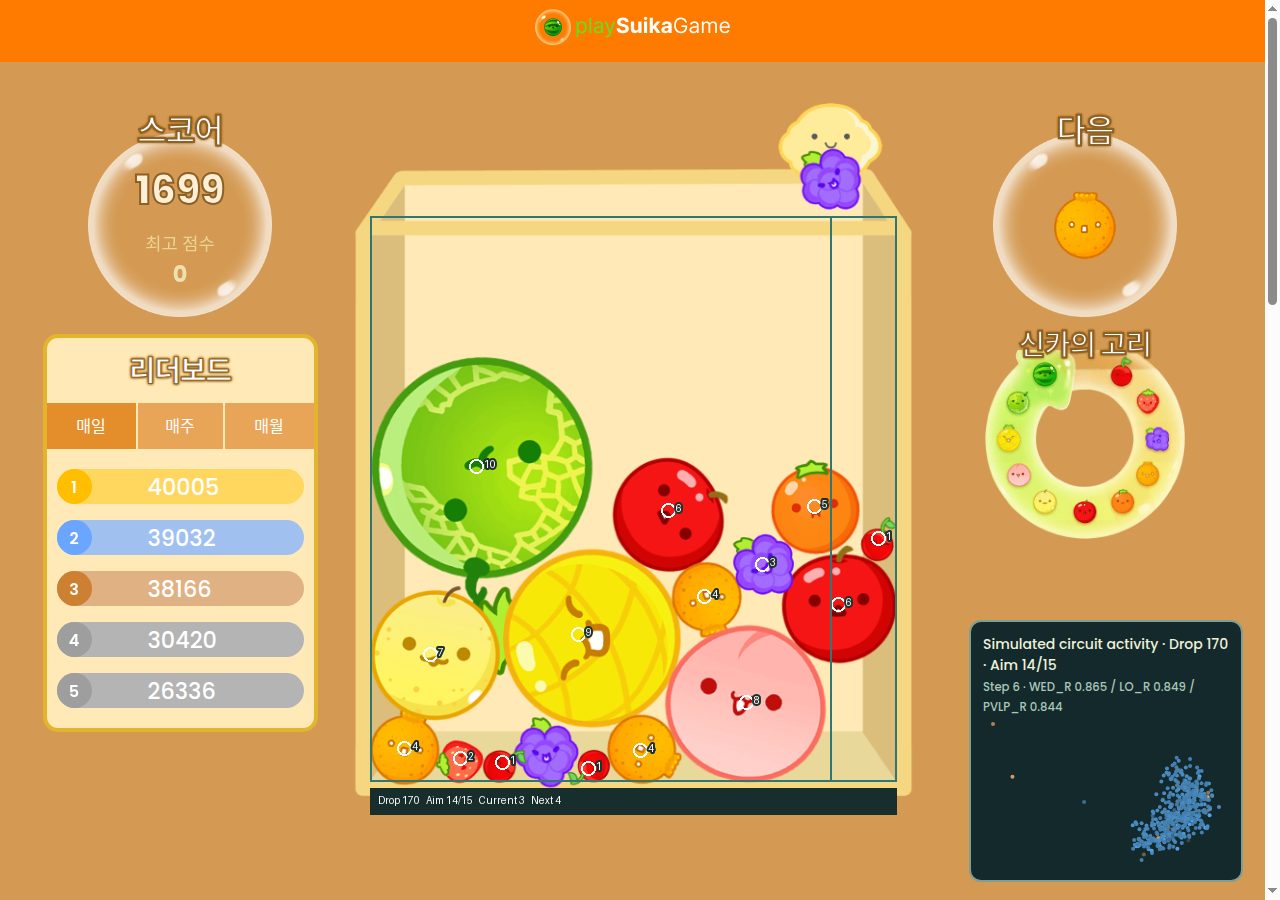 playSuikaGame
스코어
1699
최고 점수
0
다음
리더보드
매일 매주 매월
1 40005
2 39032
3 38166
4 30420
5 26336
신카의 고리
10
6
5
1
3
4
6
9
7
8
4
2
1
1
4
Drop 170 Aim 14/15 Current 3 Next 4
Simulated circuit activity · Drop 170
· Aim 14/15
Step 6 · WED_R 0.865 / LO_R 0.849 /
PVLP_R 0.844